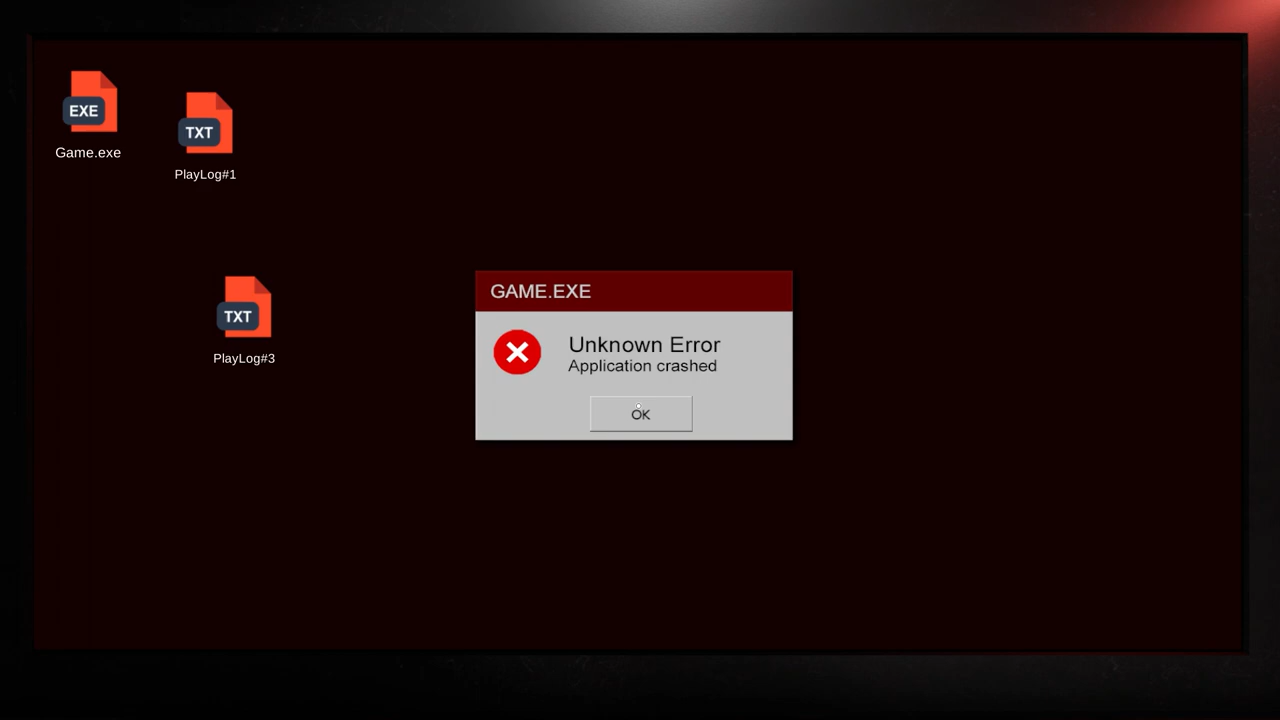 EXE
Game.exe
TXT
PlayLog#1
TXT
PlayLog#3
GAME.EXE
Unknown Error
Application crashed
OK